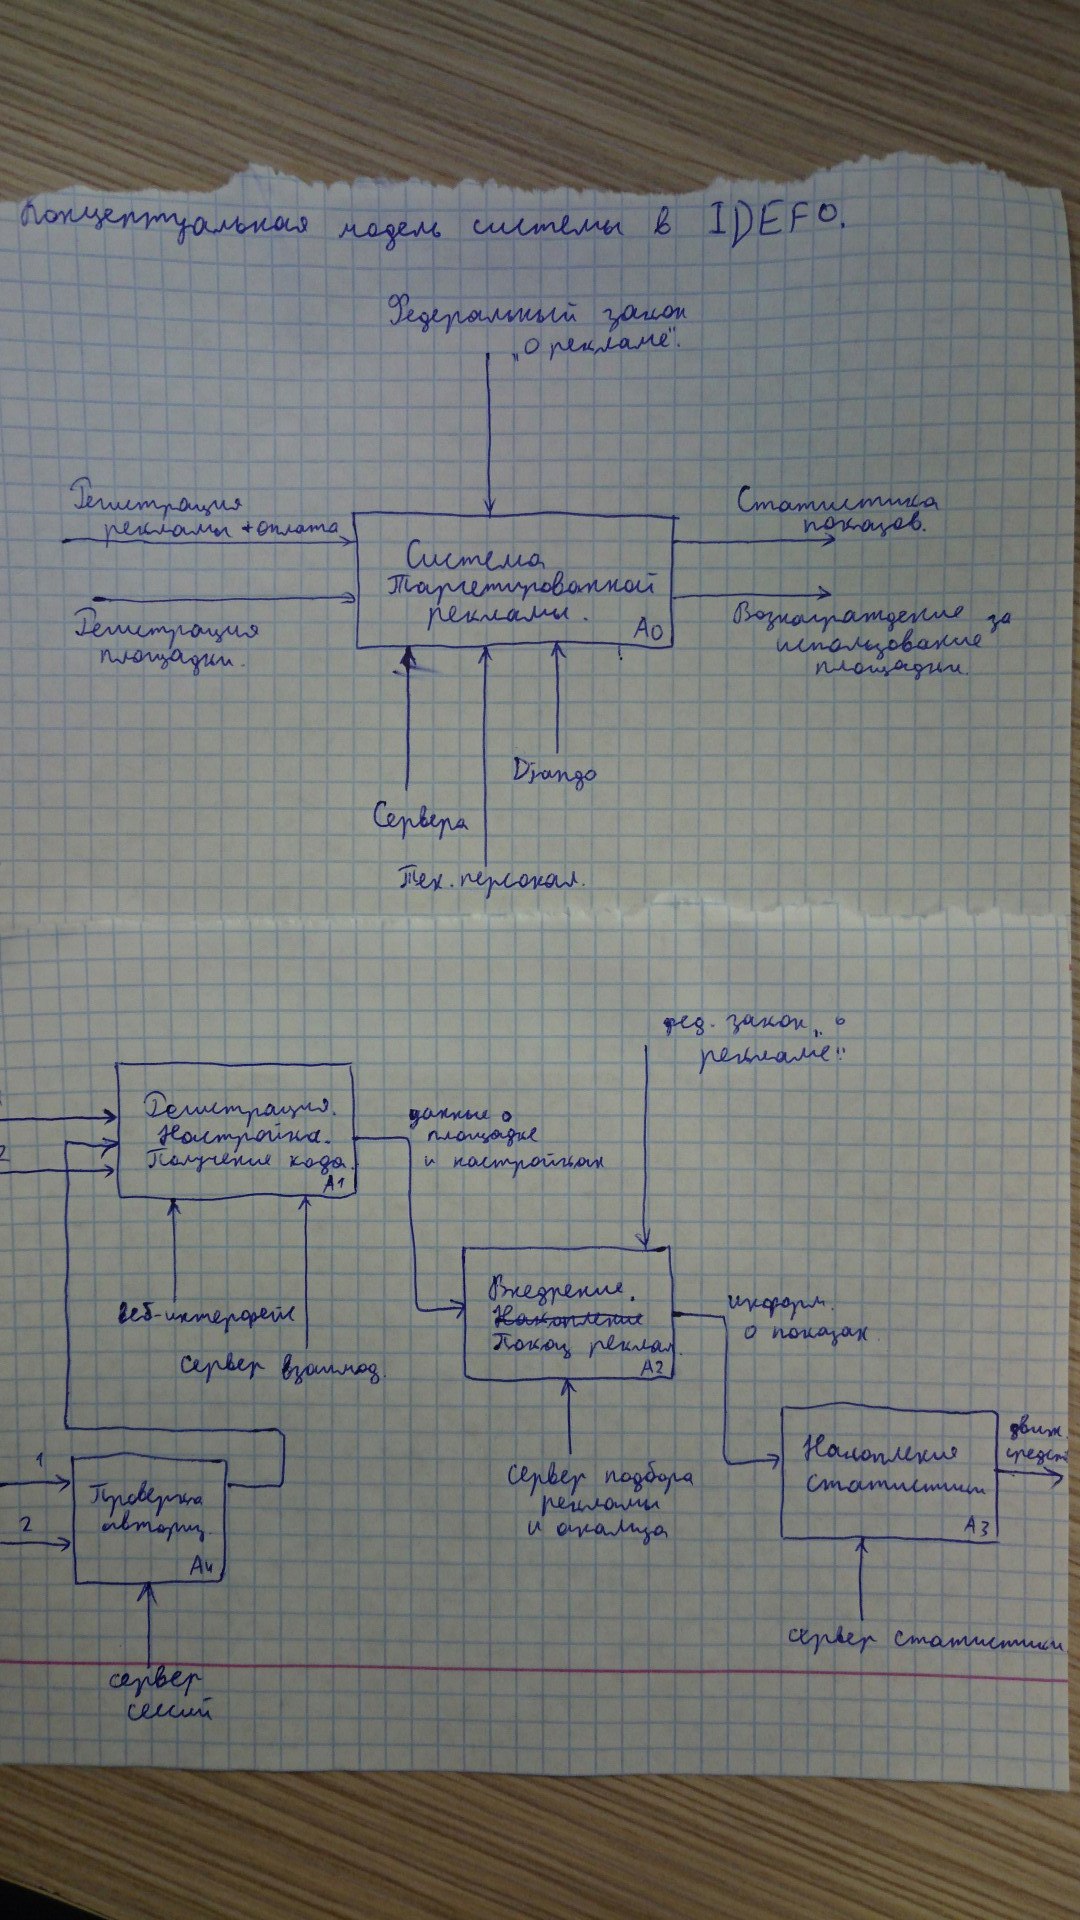 Концептуальная модель системы в IDEF0.
Федеральный закон
„О рекламе".
Регистрация
рекламы + оплата
Статистика
показов.
Система
Таргетированной
рекламы.
A0
Регистрация
площадки.
Вознаграждение за
использование
площадки.
Django
Сервера
Тех. персонал.
Фед. закон „о
рекламе"
Регистрация.
Настройка.
Получение кода.
A1
данные о
площадке
и настройках
2
Внедрение.
Накопление
Показ реклам.
A2
веб-интерфейс
Сервер взаимод.
информ.
о показах
1
2
Проверка
авториз.
A4
Сервер подбора
рекламы
и анализа
Накопления
статистики
A3
движ.
средств
сервер статистики
сервер
сессий